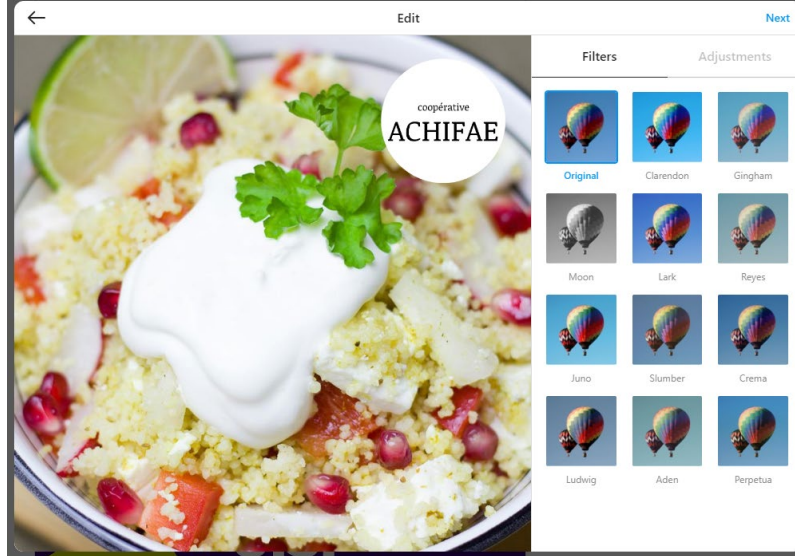 Edit
Next
coopérative
ACHIFAE
Filters
Adjustments
Original
Clarendon
Gingham
Moon
Lark
Reyes
Juno
Slumber
Crema
Ludwig
Aden
Perpetua